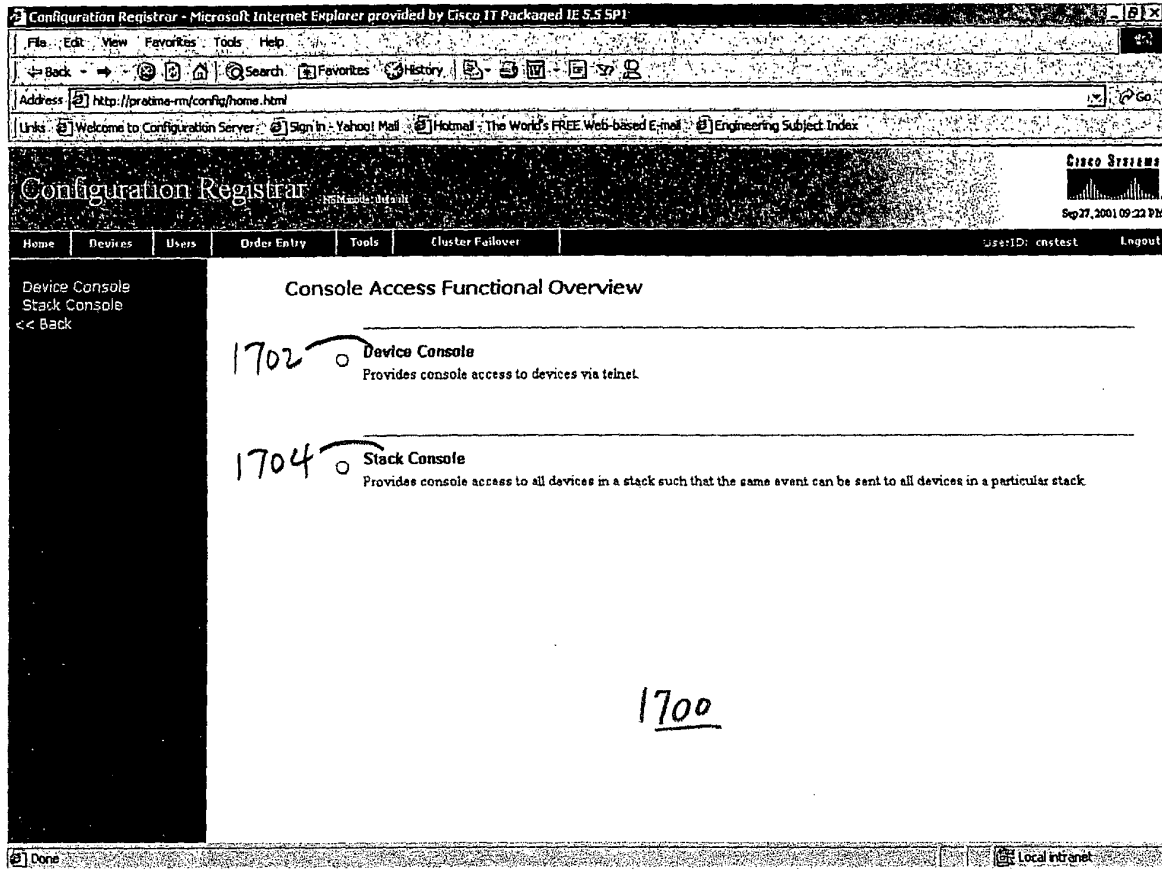 Configuration Registrar - Microsoft Internet Explorer provided by Cisco IT Packaged IE 5.5 SP1
File Edit View Favorites Tools Help
Back Search Favorites History
Address http://pratima-rm/config/home.html Go
Links Welcome to Configuration Server Sign in - Yahoo! Mail Hotmail - The World's FREE Web-based E-mail Engineering Subject Index
CISCO SYSTEMS
Configuration Registrar
NSM mode: default
Sep 27, 2001 09:22 PM
Home Devices Users Order Entry Tools Cluster Failover UserID: cnstest Logout
Device Console
Stack Console
<< Back
Console Access Functional Overview
1702
Device Console
Provides console access to devices via telnet.
1704
Stack Console
Provides console access to all devices in a stack such that the same event can be sent to all devices in a particular stack
1700
Done Local intranet